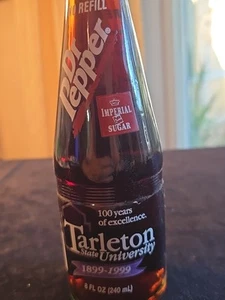 REFILL
Dr
Pepper
IMPERIAL
SUGAR
100 years
of excellence.
Tarleton
State University
1899-1999
8 FL OZ (240 mL)